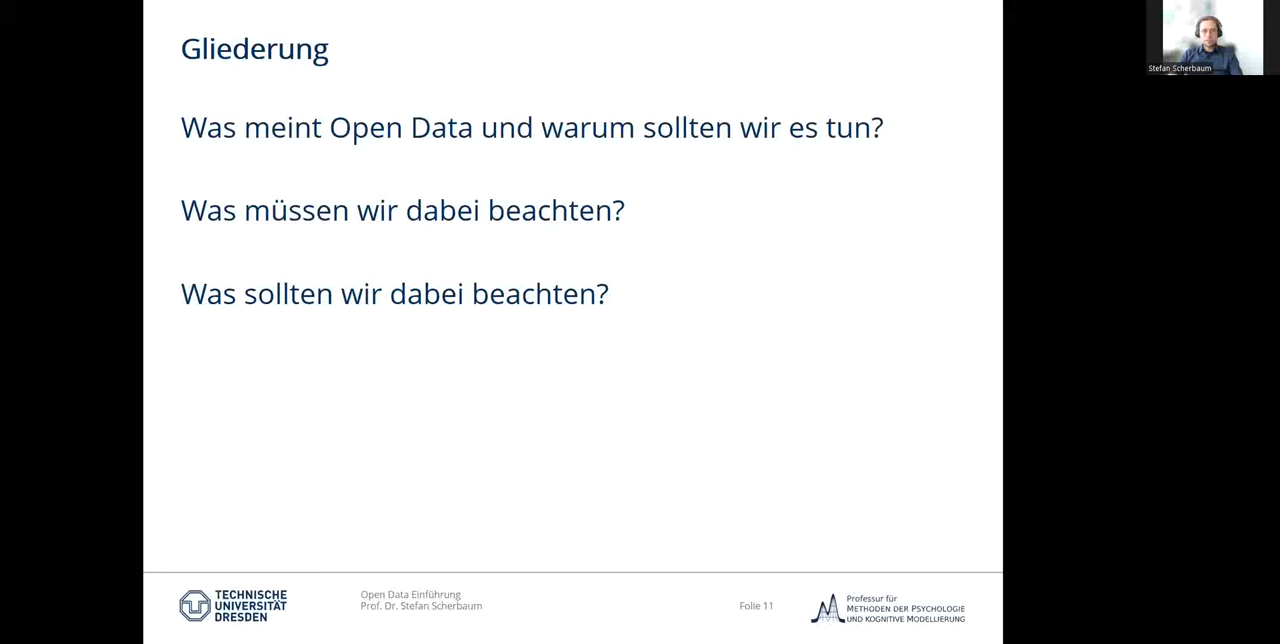 Gliederung
Was meint Open Data und warum sollten wir es tun?
Was müssen wir dabei beachten?
Was sollten wir dabei beachten?
Stefan Scherbaum
TECHNISCHE
UNIVERSITÄT
DRESDEN
Open Data Einführung
Prof. Dr. Stefan Scherbaum
Folie 11
Professur für
METHODEN DER PSYCHOLOGIE
UND KOGNITIVE MODELLIERUNG